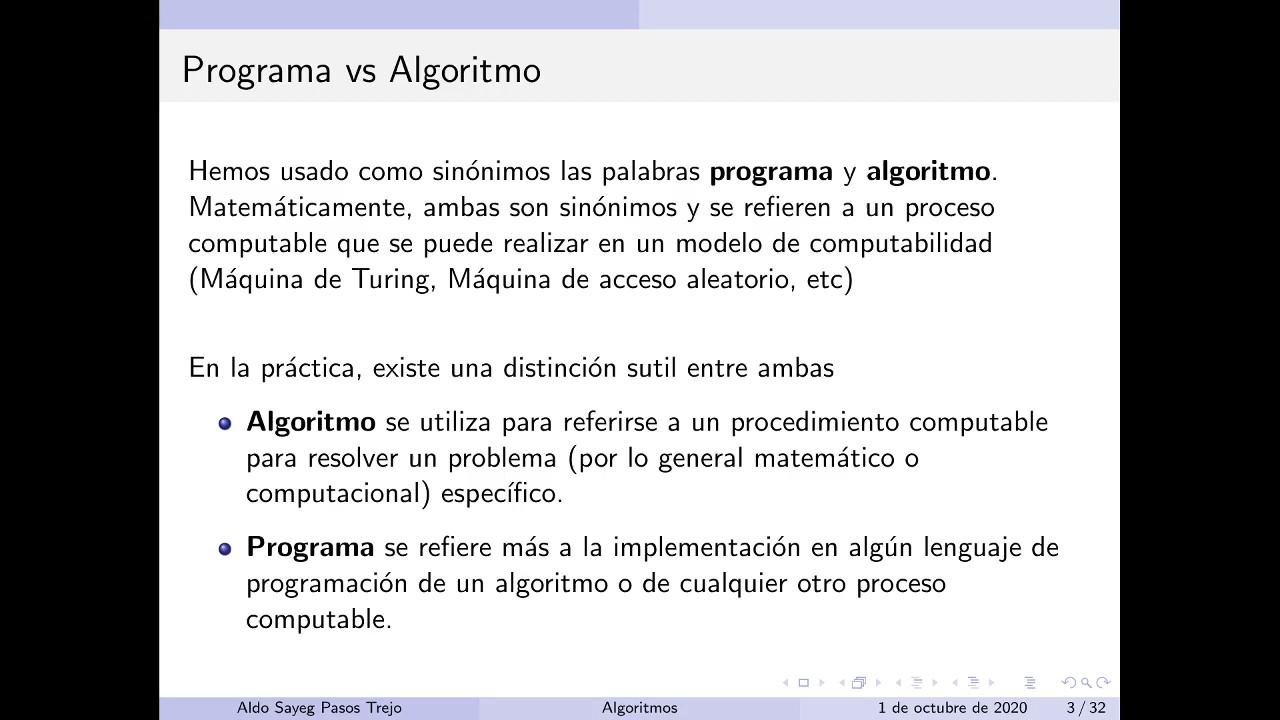 Programa vs Algoritmo
Hemos usado como sinónimos las palabras programa y algoritmo.
Matemáticamente, ambas son sinónimos y se refieren a un proceso
computable que se puede realizar en un modelo de computabilidad
(Máquina de Turing, Máquina de acceso aleatorio, etc)
En la práctica, existe una distinción sutil entre ambas
Algoritmo se utiliza para referirse a un procedimiento computable
para resolver un problema (por lo general matemático o
computacional) específico.
Programa se refiere más a la implementación en algún lenguaje de
programación de un algoritmo o de cualquier otro proceso
computable.
Aldo Sayeg Pasos Trejo Algoritmos 1 de octubre de 2020 3 / 32